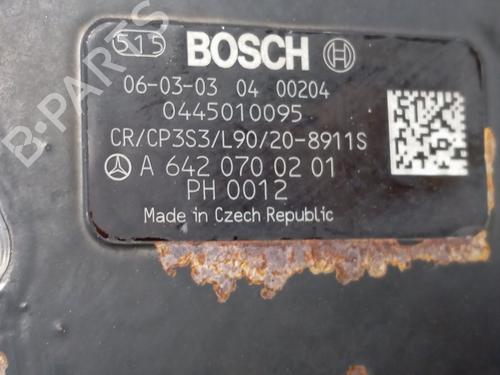 515 BOSCH
06-03-03 04 00204
0445010095
CR/CP3S3/L90/20-8911S
A 642 070 02 01
PH 0012
Made in Czech Republic
B-PARTS